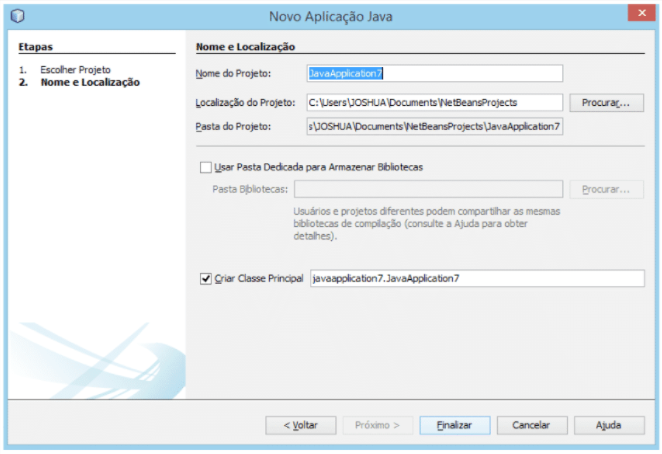 Novo Aplicação Java
Etapas
1. Escolher Projeto
2. Nome e Localização
Nome e Localização
Nome do Projeto: JavaApplication7
Localização do Projeto: C:\Users\JOSHUA\Documents\NetBeansProjects Procurar...
Pasta do Projeto: s\JOSHUA\Documents\NetBeansProjects\JavaApplication7
Usar Pasta Dedicada para Armazenar Bibliotecas
Pasta Bibliotecas: Procurar...
Usuários e projetos diferentes podem compartilhar as mesmas
bibliotecas de compilação (consulte a Ajuda para obter
detalhes).
Criar Classe Principal javaapplication7.JavaApplication7
< Voltar Próximo > Finalizar Cancelar Ajuda